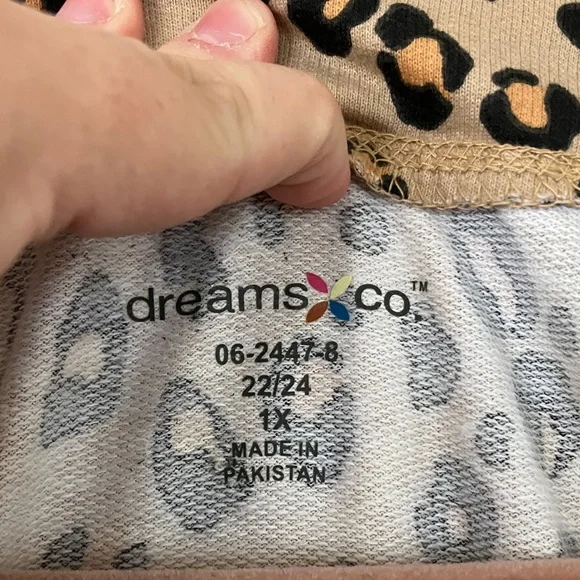 dreams co.™
06-2447-8
22/24
1X
MADE IN
PAKISTAN